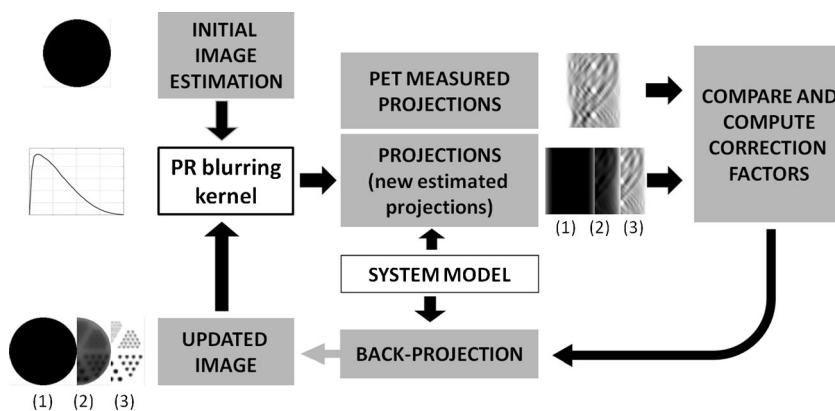 INITIAL
IMAGE
ESTIMATION
PET MEASURED
PROJECTIONS
COMPARE AND
COMPUTE
CORRECTION
FACTORS
PR blurring
kernel
PROJECTIONS
(new estimated
projections)
(1) (2) (3)
SYSTEM MODEL
UPDATED
IMAGE
BACK-PROJECTION
(1) (2) (3)